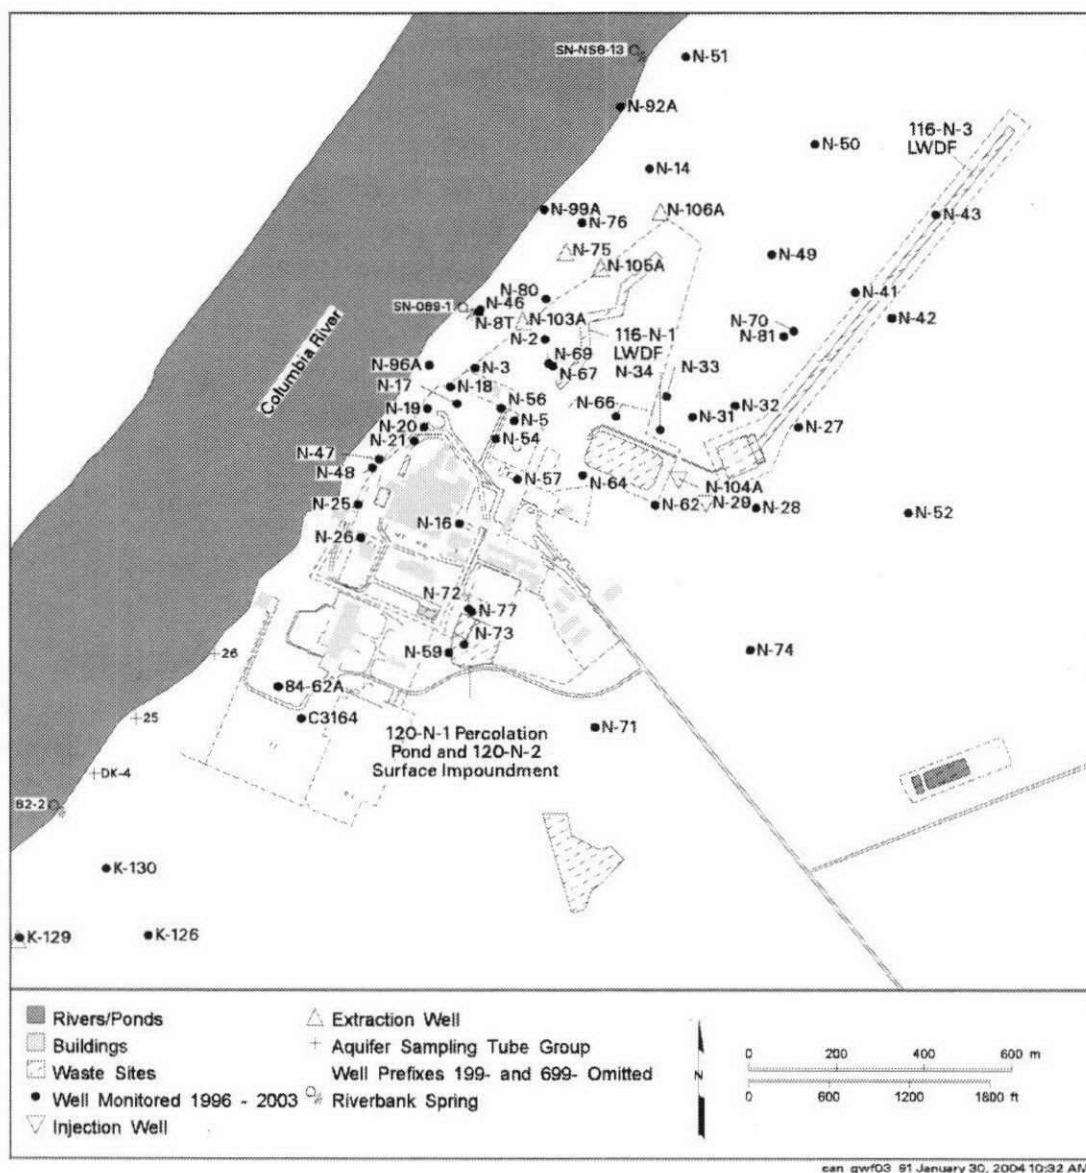 SN-NS8-13
N-51
N-92A
N-50
116-N-3
LWDF
N-14
N-99A
N-76
N-106A
N-43
N-75
N-105A
N-49
N-80
N-46
SN-089-1
N-8T
N-103A
N-41
N-42
N-2
116-N-1
LWDF
N-70
N-81
Columbia River
N-96A
N-3
N-69
N-67
N-34
N-33
N-17
N-18
N-56
N-66
N-32
N-19
N-5
N-31
N-20
N-27
N-21
N-54
N-47
N-48
N-57
N-64
N-104A
N-25
N-62
N-29
N-28
N-52
N-16
N-26
N-72
N-77
N-73
N-59
N-74
26
84-62A
25
C3164
N-71
120-N-1 Percolation
Pond and 120-N-2
Surface Impoundment
DK-4
82-2
K-130
K-129
K-126
Rivers/Ponds
Buildings
Waste Sites
Well Monitored 1996 - 2003
Injection Well
Extraction Well
Aquifer Sampling Tube Group
Well Prefixes 199- and 699- Omitted
Riverbank Spring
N
0 200 400 600 m
0 600 1200 1800 ft
can_gwf03_91 January 30, 2004 10:32 AM